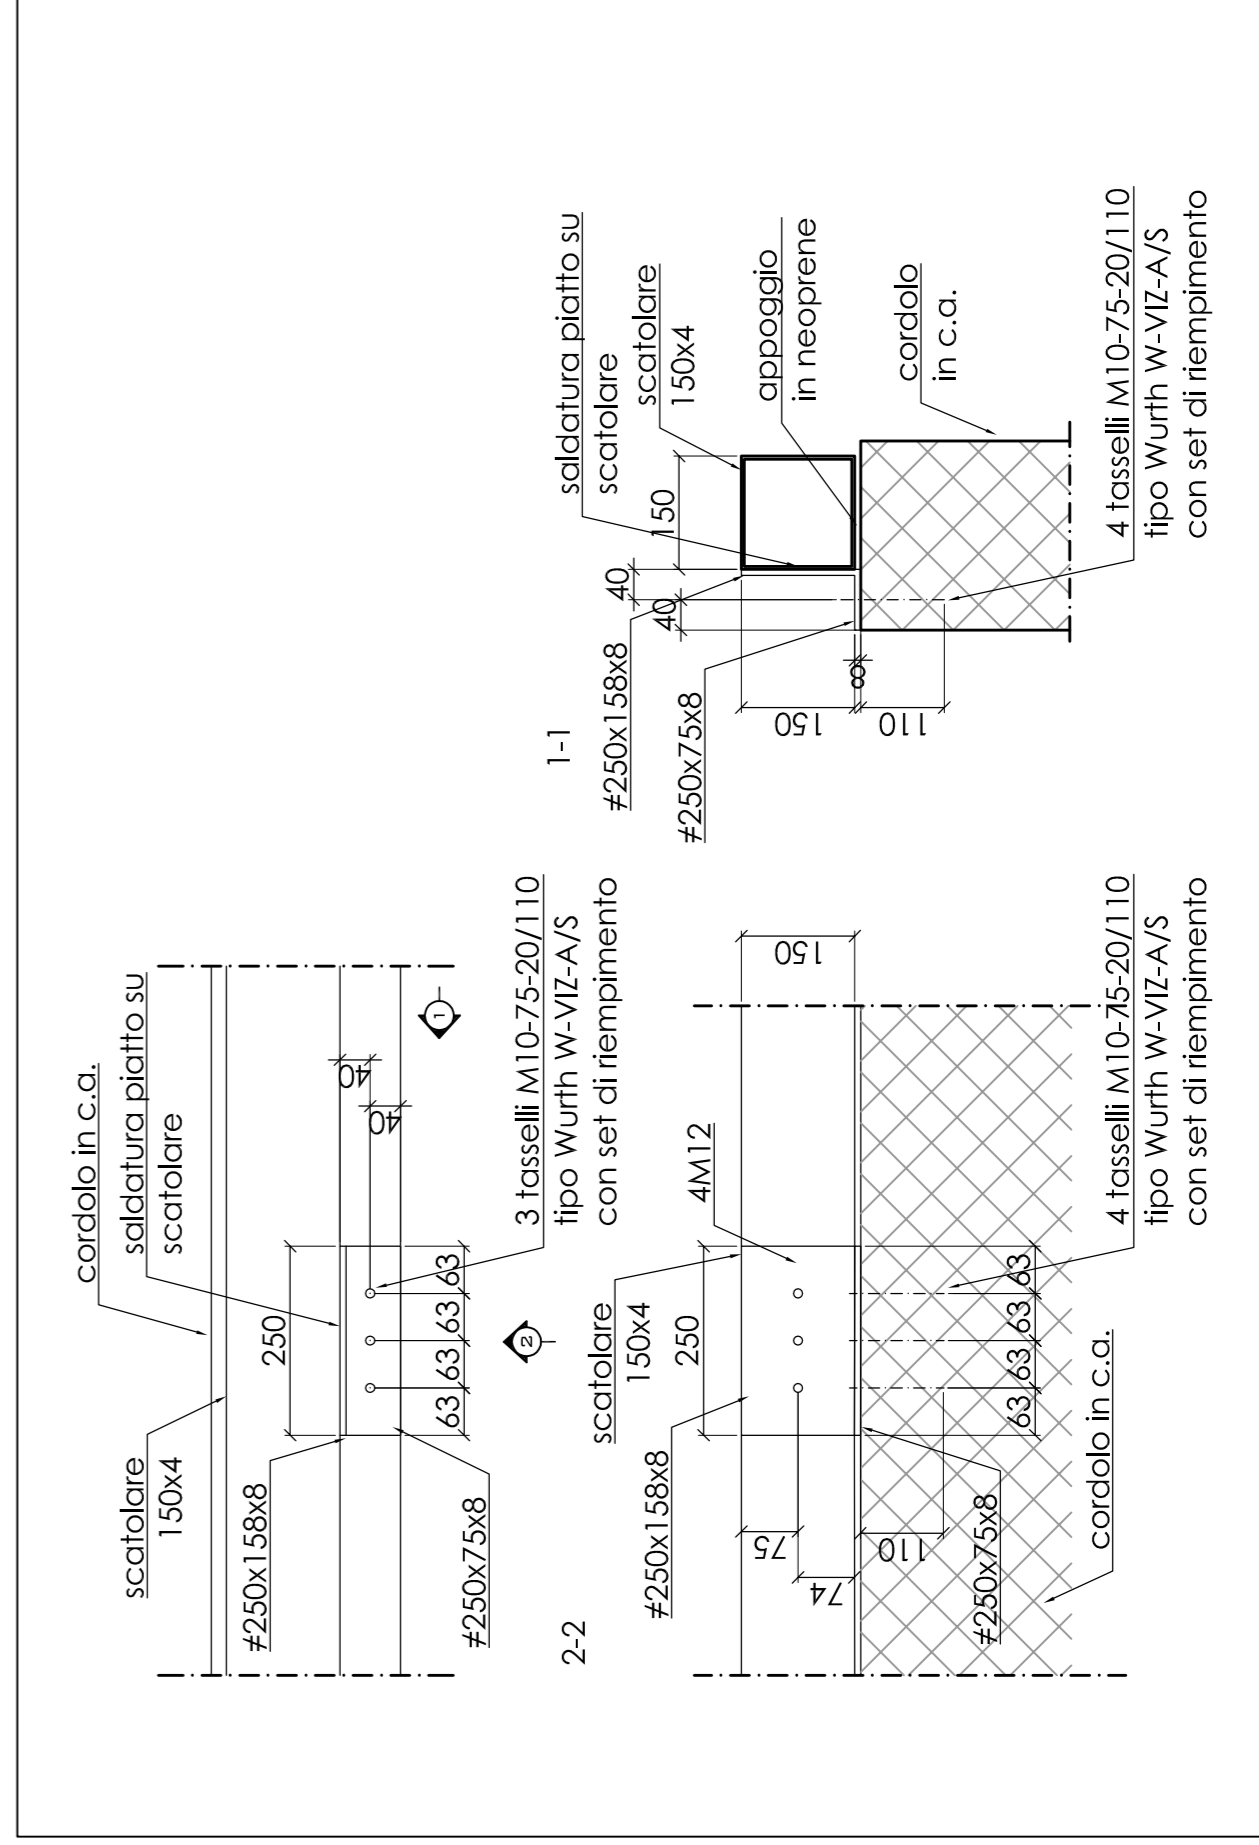 cordolo in c.a.
saldatura piatto su
scatolare
scatolare
150x4
#250x158x8
250
40
40
1
63
63
63
63
#250x75x8
3 tasselli M10-75-20/110
tipo Wurth W-VIZ-A/S
con set di riempimento
2
2-2
scatolare
150x4
#250x158x8
250
4M12
150
75
74
110
63
63
63
63
#250x75x8
cordolo in c.a.
4 tasselli M10-75-20/110
tipo Wurth W-VIZ-A/S
con set di riempimento
1-1
saldatura piatto su
scatolare
scatolare
150x4
appoggio
in neoprene
cordolo
in c.a.
#250x158x8
#250x75x8
40
40
150
150
8
110
4 tasselli M10-75-20/110
tipo Wurth W-VIZ-A/S
con set di riempimento